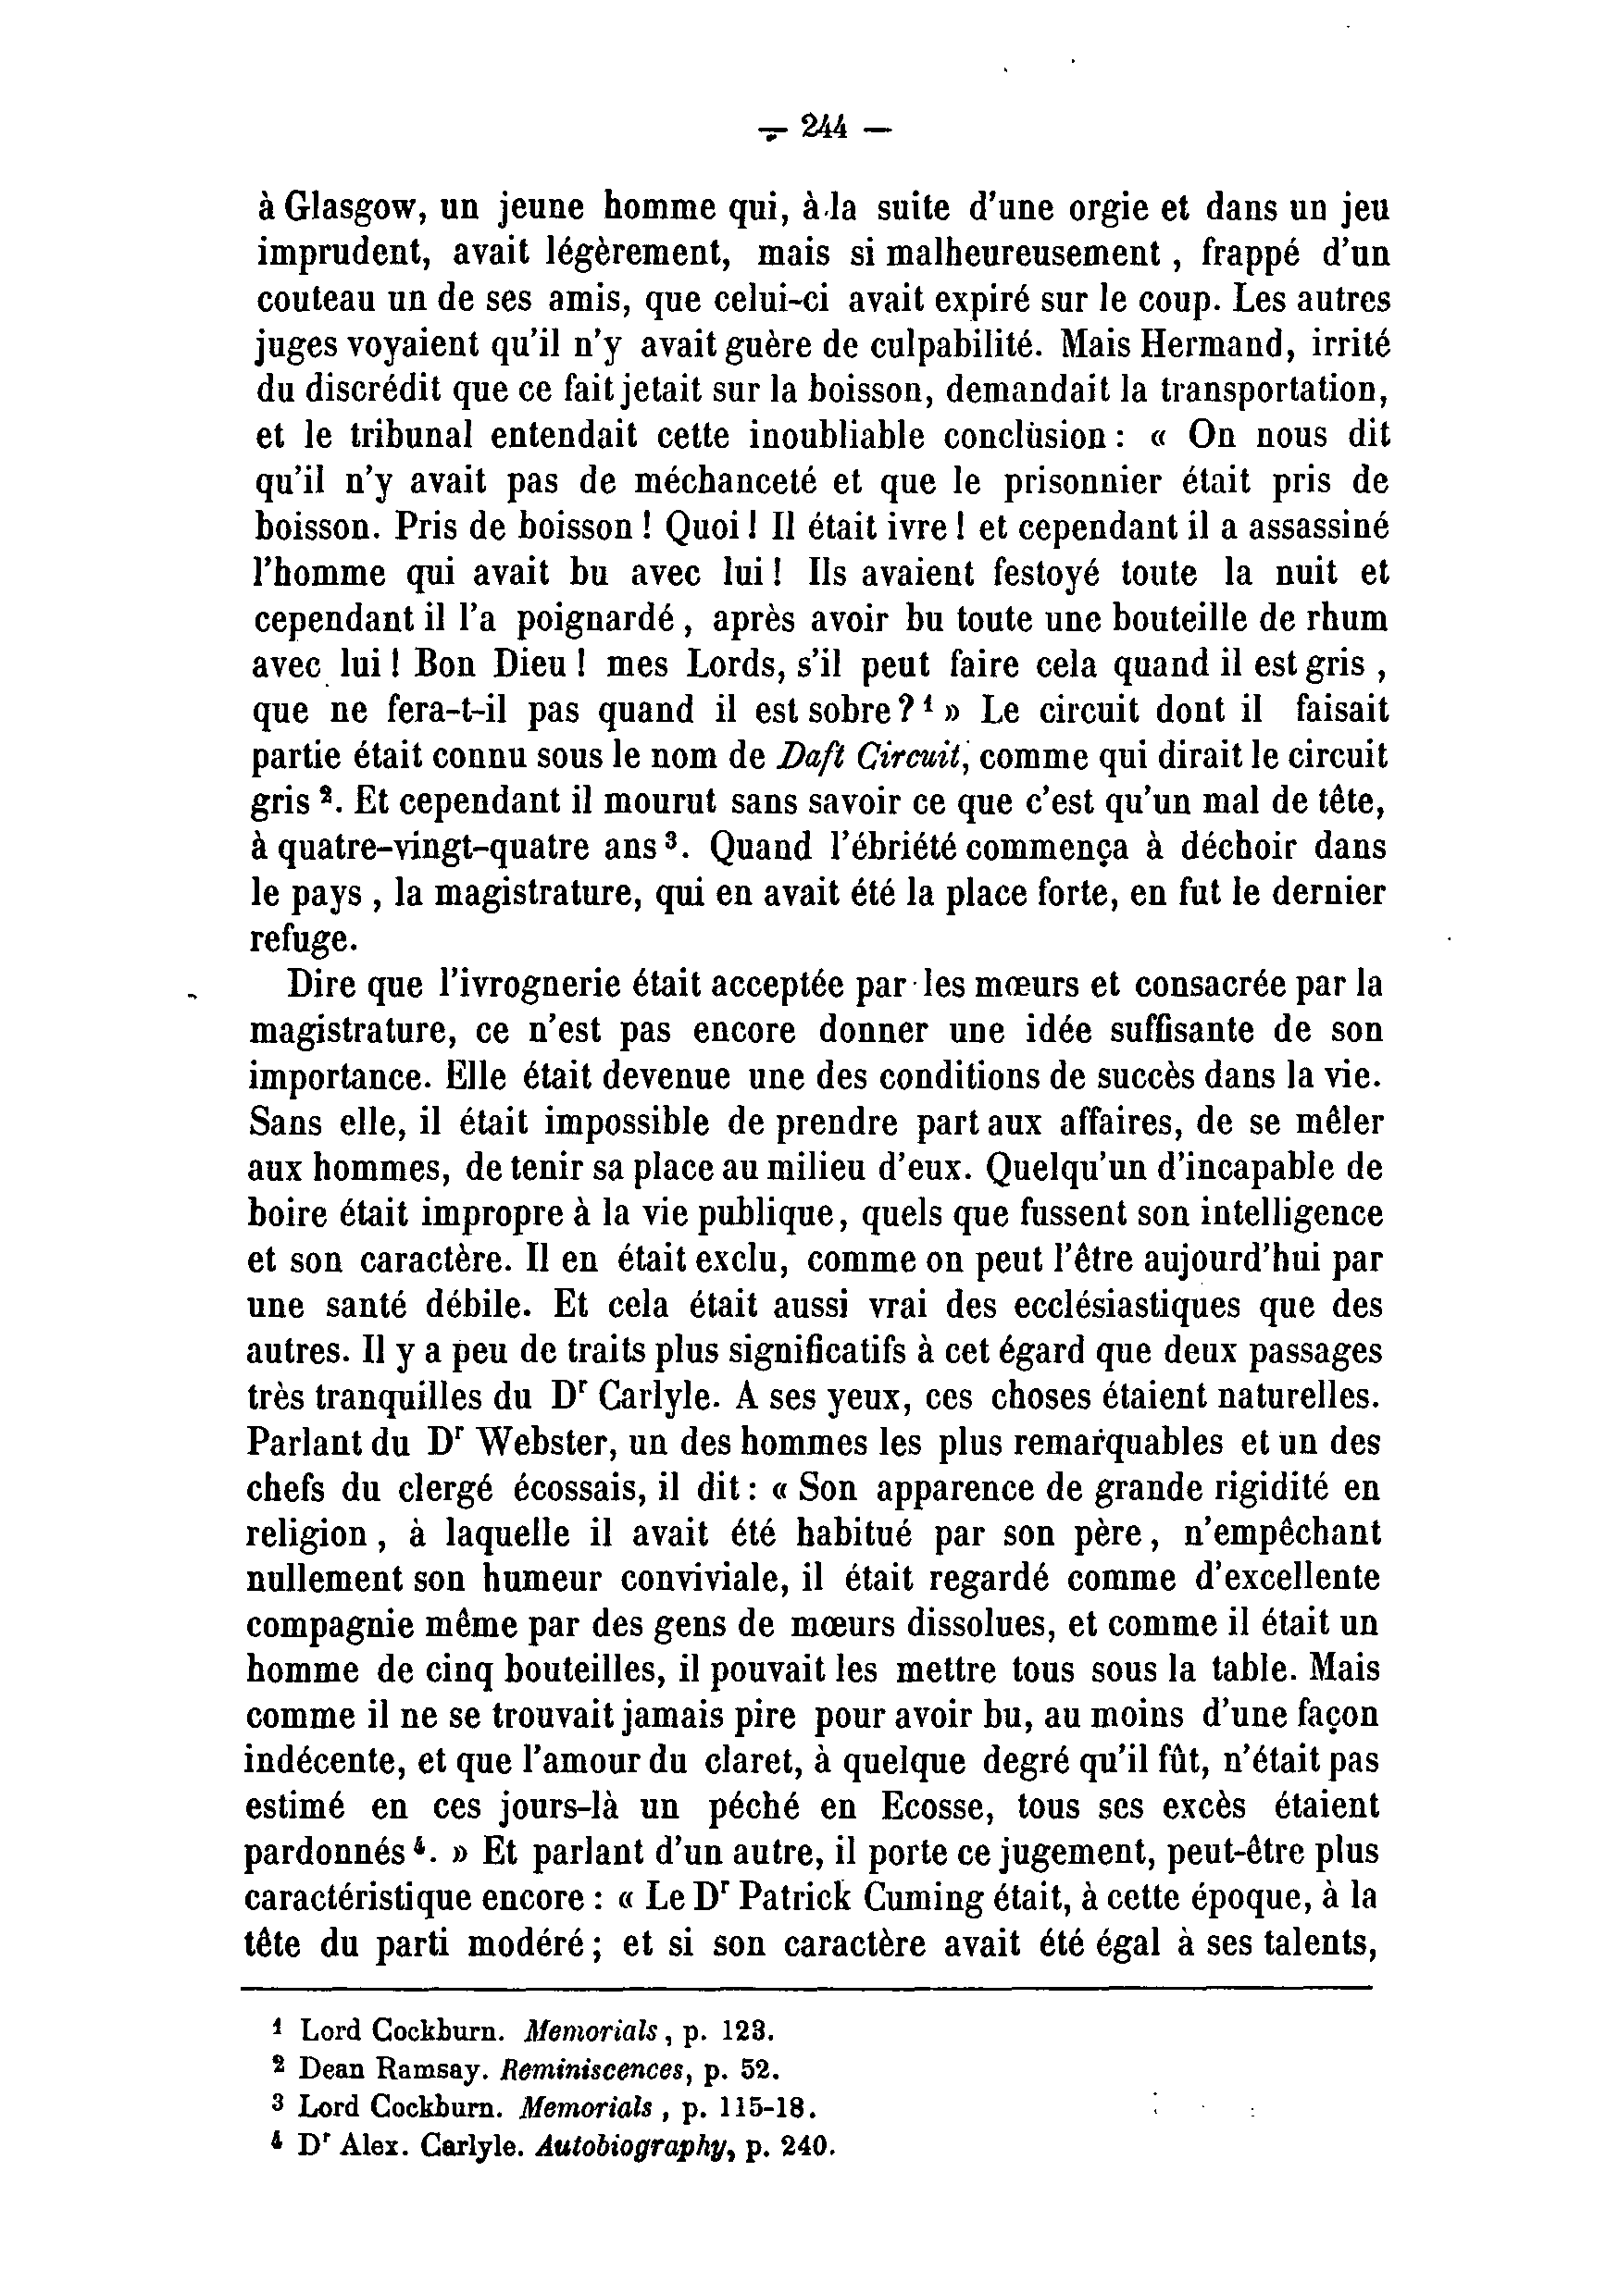 — 244 —
à Glasgow, un jeune homme qui, à la suite d'une orgie et dans un jeu
imprudent, avait légèrement, mais si malheureusement, frappé d'un
couteau un de ses amis, que celui-ci avait expiré sur le coup. Les autres
juges voyaient qu'il n'y avait guère de culpabilité. Mais Hermand, irrité
du discrédit que ce fait jetait sur la boisson, demandait la transportation,
et le tribunal entendait cette inoubliable conclusion : « On nous dit
qu'il n'y avait pas de méchanceté et que le prisonnier était pris de
boisson. Pris de boisson ! Quoi ! Il était ivre ! et cependant il a assassiné
l'homme qui avait bu avec lui ! Ils avaient festoyé toute la nuit et
cependant il l'a poignardé, après avoir bu toute une bouteille de rhum
avec lui ! Bon Dieu ! mes Lords, s'il peut faire cela quand il est gris,
que ne fera-t-il pas quand il est sobre ? ¹ » Le circuit dont il faisait
partie était connu sous le nom de Daft Circuit, comme qui dirait le circuit
gris ². Et cependant il mourut sans savoir ce que c'est qu'un mal de tête,
à quatre-vingt-quatre ans ³. Quand l'ébriété commença à déchoir dans
le pays, la magistrature, qui en avait été la place forte, en fut le dernier
refuge.
Dire que l'ivrognerie était acceptée par les mœurs et consacrée par la
magistrature, ce n'est pas encore donner une idée suffisante de son
importance. Elle était devenue une des conditions de succès dans la vie.
Sans elle, il était impossible de prendre part aux affaires, de se mêler
aux hommes, de tenir sa place au milieu d'eux. Quelqu'un d'incapable de
boire était impropre à la vie publique, quels que fussent son intelligence
et son caractère. Il en était exclu, comme on peut l'être aujourd'hui par
une santé débile. Et cela était aussi vrai des ecclésiastiques que des
autres. Il y a peu de traits plus significatifs à cet égard que deux passages
très tranquilles du Dʳ Carlyle. A ses yeux, ces choses étaient naturelles.
Parlant du Dʳ Webster, un des hommes les plus remarquables et un des
chefs du clergé écossais, il dit : « Son apparence de grande rigidité en
religion, à laquelle il avait été habitué par son père, n'empêchant
nullement son humeur conviviale, il était regardé comme d'excellente
compagnie même par des gens de mœurs dissolues, et comme il était un
homme de cinq bouteilles, il pouvait les mettre tous sous la table. Mais
comme il ne se trouvait jamais pire pour avoir bu, au moins d'une façon
indécente, et que l'amour du claret, à quelque degré qu'il fût, n'était pas
estimé en ces jours-là un péché en Ecosse, tous ses excès étaient
pardonnés ⁴. » Et parlant d'un autre, il porte ce jugement, peut-être plus
caractéristique encore : « Le Dʳ Patrick Cuming était, à cette époque, à la
tête du parti modéré ; et si son caractère avait été égal à ses talents,
¹ Lord Cockburn. Memorials, p. 123.
² Dean Ramsay. Reminiscences, p. 52.
³ Lord Cockburn. Memorials, p. 115-18.
⁴ Dʳ Alex. Carlyle. Autobiography, p. 240.